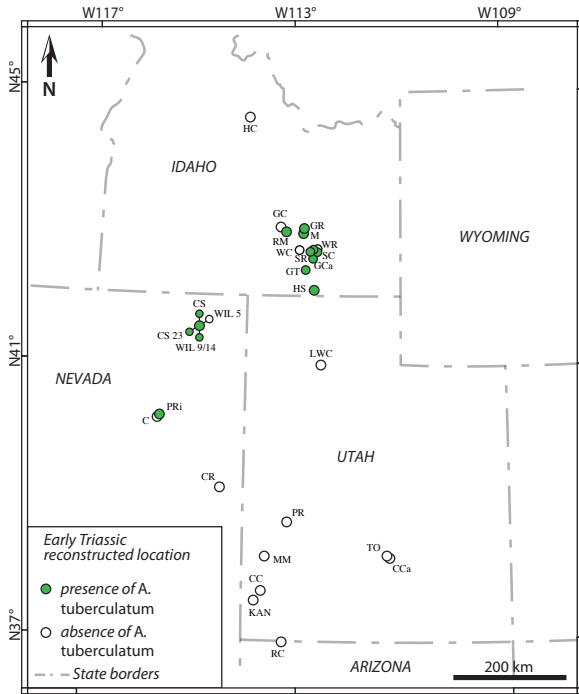 W117°
W113°
W109°
N45°
N
HC
IDAHO
WYOMING
GC
GR
RM
M
WC
WR
SR
SC
GCa
GT
HS
CS
WIL 5
CS 23
WIL 9/14
N41°
LWC
NEVADA
PRi
C
UTAH
CR
PR
Early Triassic
reconstructed location
TO
MM
CCa
presence of A.
tuberculatum
CC
KAN
absence of A.
tuberculatum
N37°
RC
State borders
ARIZONA
200 km